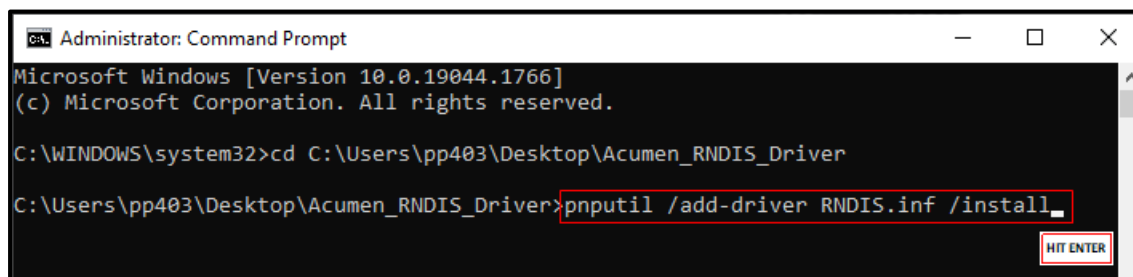 Administrator: Command Prompt
Microsoft Windows [Version 10.0.19044.1766]
(c) Microsoft Corporation. All rights reserved.
C:\WINDOWS\system32>cd C:\Users\pp403\Desktop\Acumen_RNDIS_Driver
C:\Users\pp403\Desktop\Acumen_RNDIS_Driver>pnputil /add-driver RNDIS.inf /install
HIT ENTER